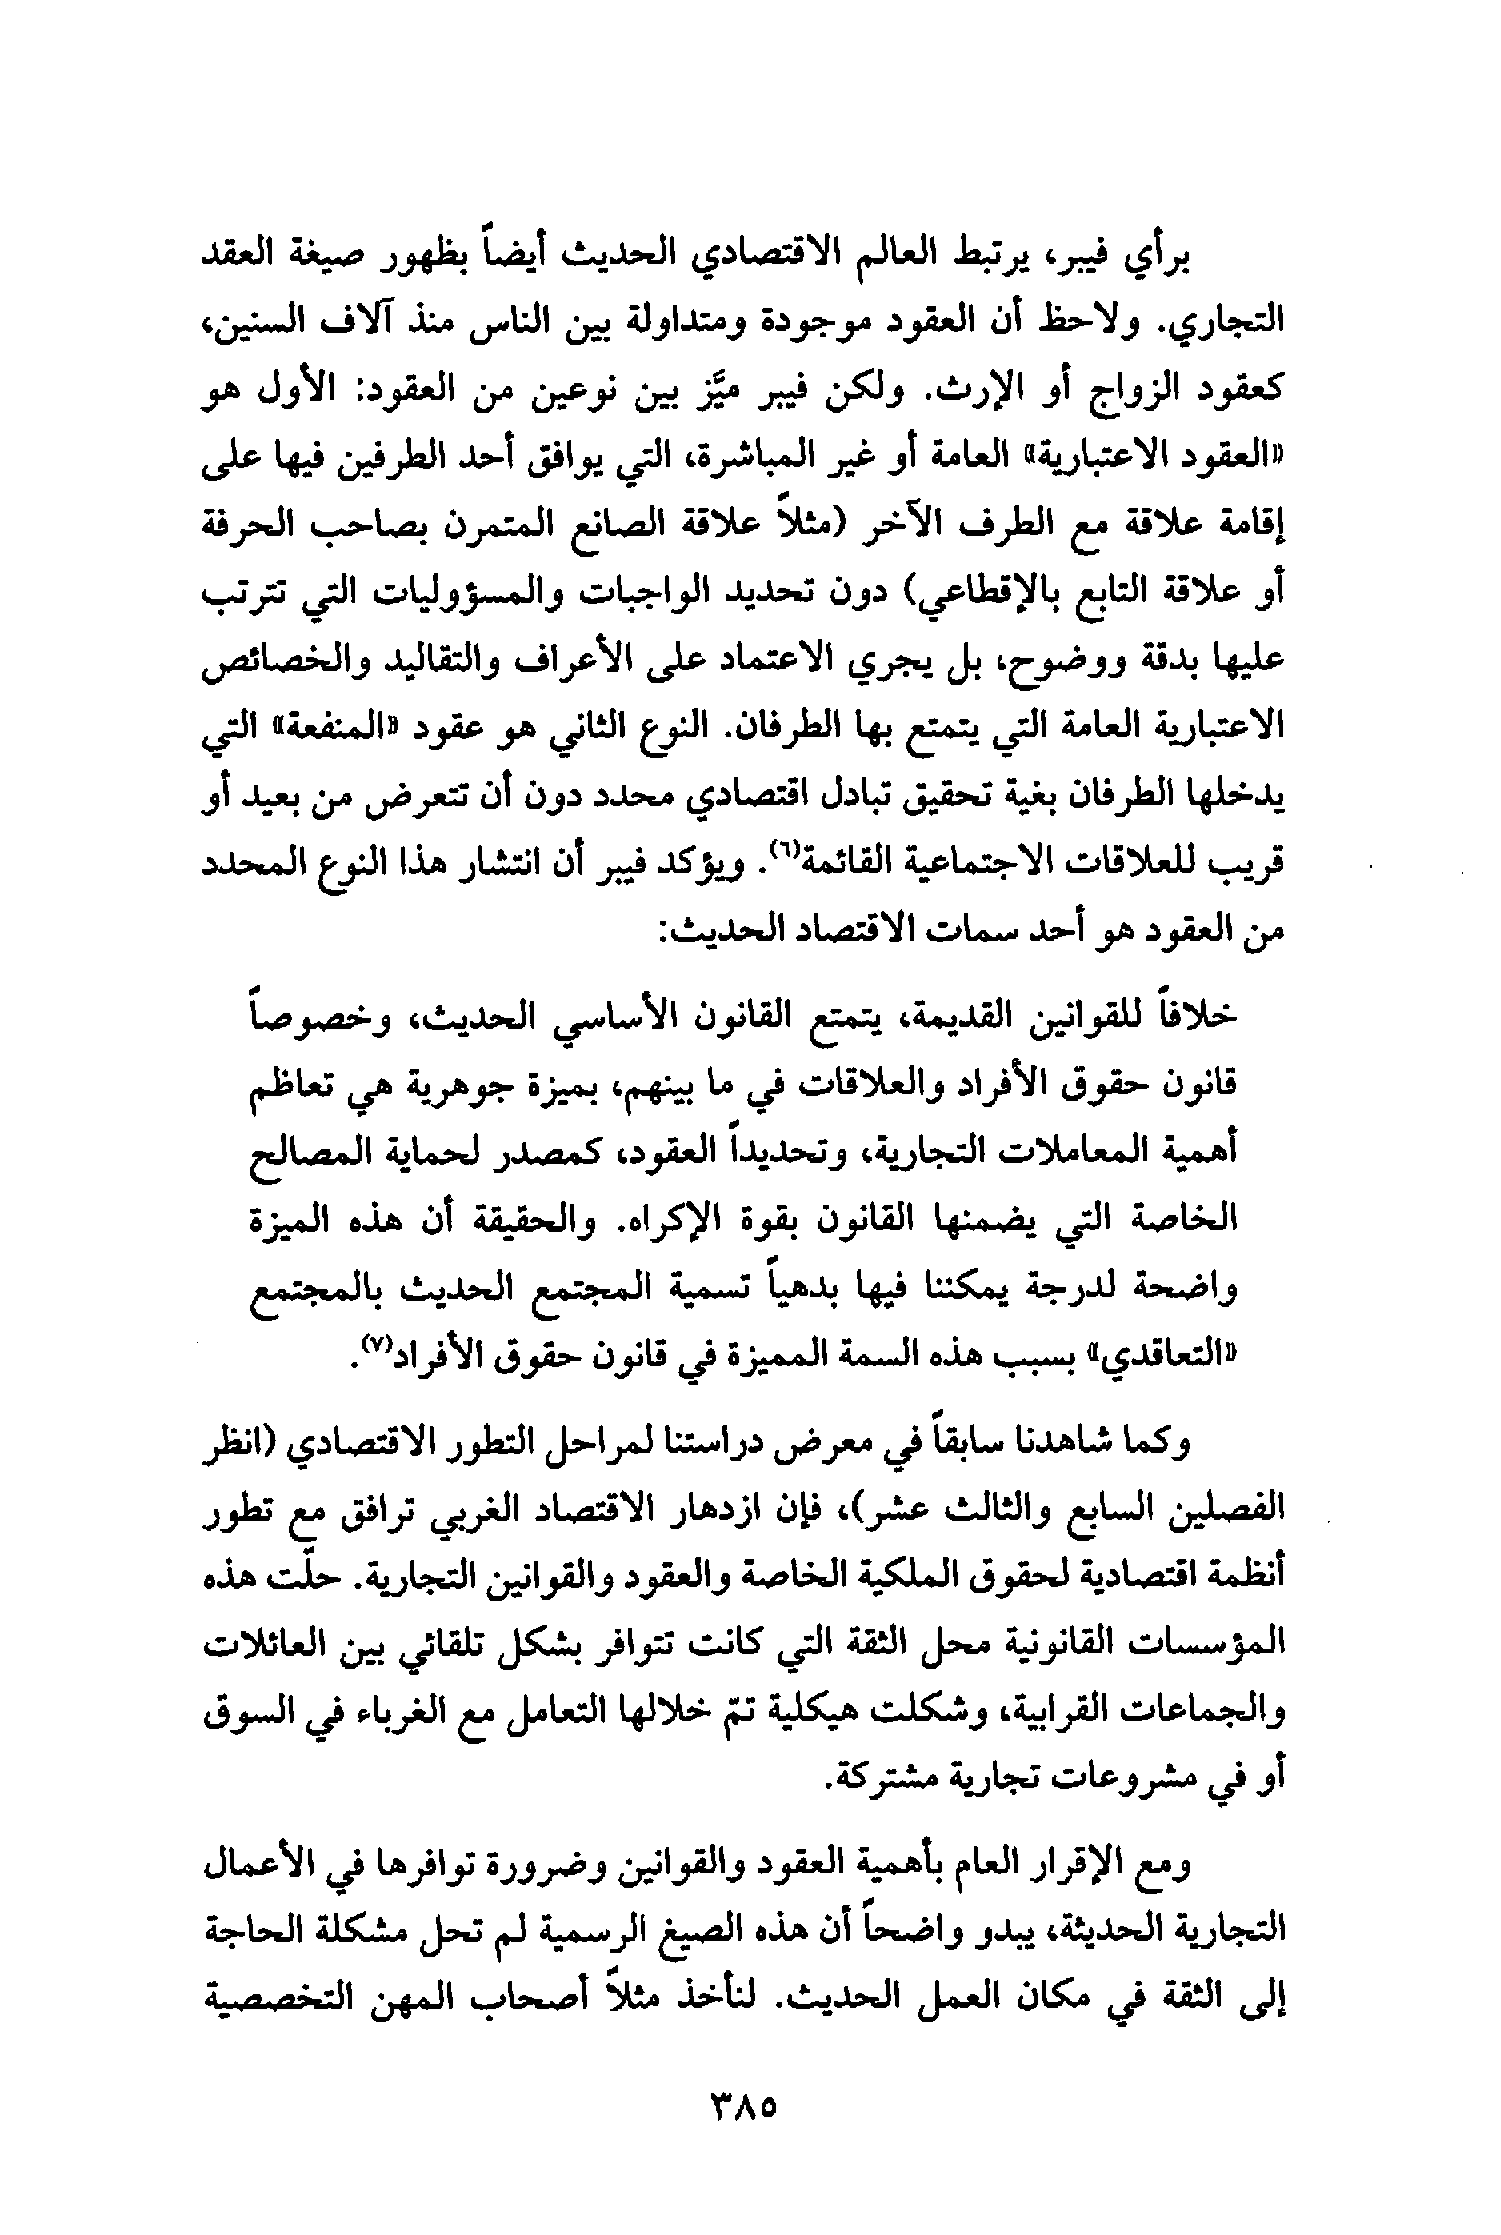 برأي فيبر، يرتبط العالم الاقتصادي الحديث أيضاً بظهور صيغة العقد
التجاري. ولاحظ أن العقود موجودة ومتداولة بين الناس منذ آلاف السنين،
كعقود الزواج أو الإرث. ولكن فيبر ميَّز بين نوعين من العقود: الأول هو
«العقود الاعتبارية» العامة أو غير المباشرة، التي يوافق أحد الطرفين فيها على
إقامة علاقة مع الطرف الآخر (مثلاً علاقة الصانع المتمرن بصاحب الحرفة
أو علاقة التابع بالإقطاعي) دون تحديد الواجبات والمسؤوليات التي تترتب
عليها بدقة ووضوح، بل يجري الاعتماد على الأعراف والتقاليد والخصائص
الاعتبارية العامة التي يتمتع بها الطرفان. النوع الثاني هو عقود «المنفعة» التي
يدخلها الطرفان بغية تحقيق تبادل اقتصادي محدد دون أن تتعرض من بعيد أو
قريب للعلاقات الاجتماعية القائمة(٦). ويؤكد فيبر أن انتشار هذا النوع المحدد
من العقود هو أحد سمات الاقتصاد الحديث:
خلافاً للقوانين القديمة، يتمتع القانون الأساسي الحديث، وخصوصاً
قانون حقوق الأفراد والعلاقات في ما بينهم، بميزة جوهرية هي تعاظم
أهمية المعاملات التجارية، وتحديداً العقود، كمصدر لحماية المصالح
الخاصة التي يضمنها القانون بقوة الإكراه. والحقيقة أن هذه الميزة
واضحة لدرجة يمكننا فيها بدهياً تسمية المجتمع الحديث بالمجتمع
«التعاقدي» بسبب هذه السمة المميزة في قانون حقوق الأفراد(٧).
وكما شاهدنا سابقاً في معرض دراستنا لمراحل التطور الاقتصادي (انظر
الفصلين السابع والثالث عشر)، فإن ازدهار الاقتصاد الغربي ترافق مع تطور
أنظمة اقتصادية لحقوق الملكية الخاصة والعقود والقوانين التجارية. حلّت هذه
المؤسسات القانونية محل الثقة التي كانت تتوافر بشكل تلقائي بين العائلات
والجماعات القرابية، وشكلت هيكلية تمّ خلالها التعامل مع الغرباء في السوق
أو في مشروعات تجارية مشتركة.
ومع الإقرار العام بأهمية العقود والقوانين وضرورة توافرها في الأعمال
التجارية الحديثة، يبدو واضحاً أن هذه الصيغ الرسمية لم تحل مشكلة الحاجة
إلى الثقة في مكان العمل الحديث. لنأخذ مثلاً أصحاب المهن التخصصية
٣٨٥